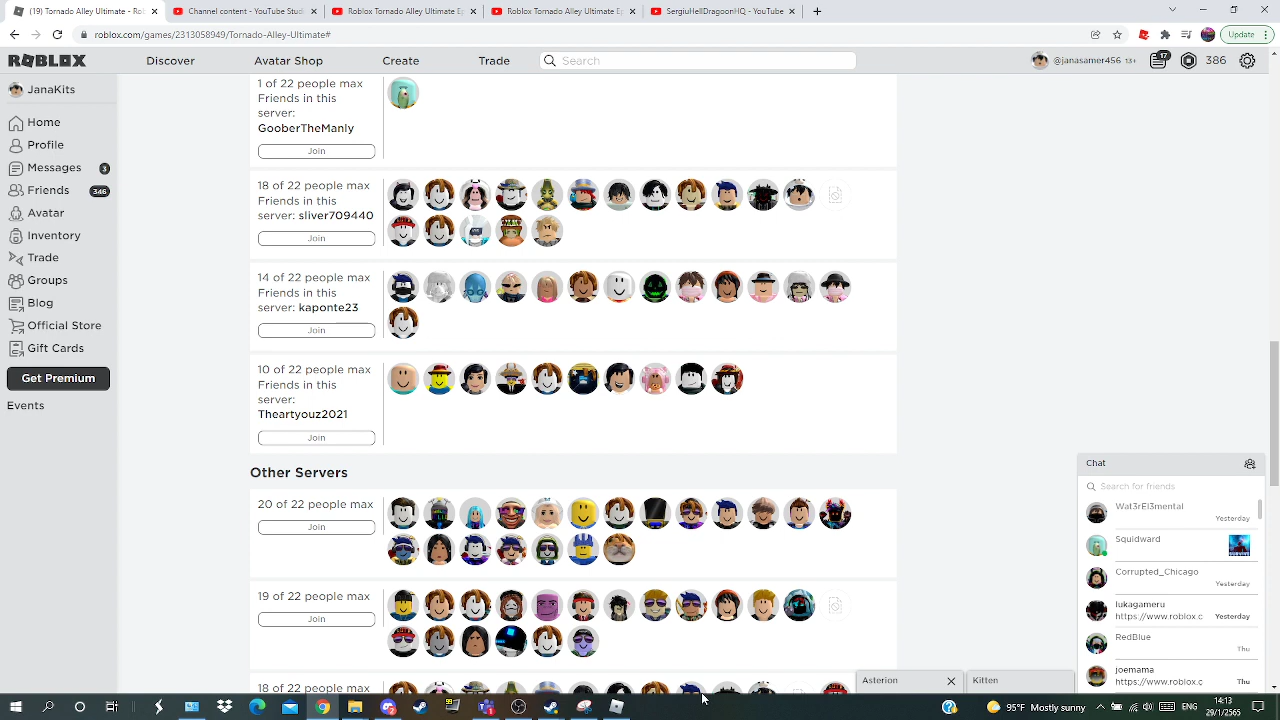 (19) Tornado Alley Ultimate - Rob
Channel content - YouTube Studi
Roblox Tornado Alley Ultimate Ep
Roblox Tornado Alley Ultimate Ep
SergiuHellDragoonHQ - YouTube
roblox.com/games/2313058949/Tornado-Alley-Ultimate#
Update
ROBLOX
Discover
Avatar Shop
Create
Trade
Search
@janasamer456 13+
17
386
JanaKits
Home
Profile
Messages 3
Friends 346
Avatar
Inventory
Trade
Groups
Blog
Official Store
Gift Cards
Get Premium
Events
1 of 22 people max
Friends in this
server:
GooberTheManly
Join
18 of 22 people max
Friends in this
server: sliver709440
Join
14 of 22 people max
Friends in this
server: kaponte23
Join
10 of 22 people max
Friends in this
server:
Theartyouz2021
Join
Other Servers
20 of 22 people max
Join
19 of 22 people max
Join
18 of 22 people max
Chat
Search for friends
Wat3rEl3mental
Yesterday
Squidward
Corrupted_Chicago
Yesterday
lukagameru
https://www.roblox.c Yesterday
RedBlue
Thu
joemama
https://www.roblox.c Thu
Asterion
Kitten
95°F Mostly sunny
ENG
14:13
29/1/2565